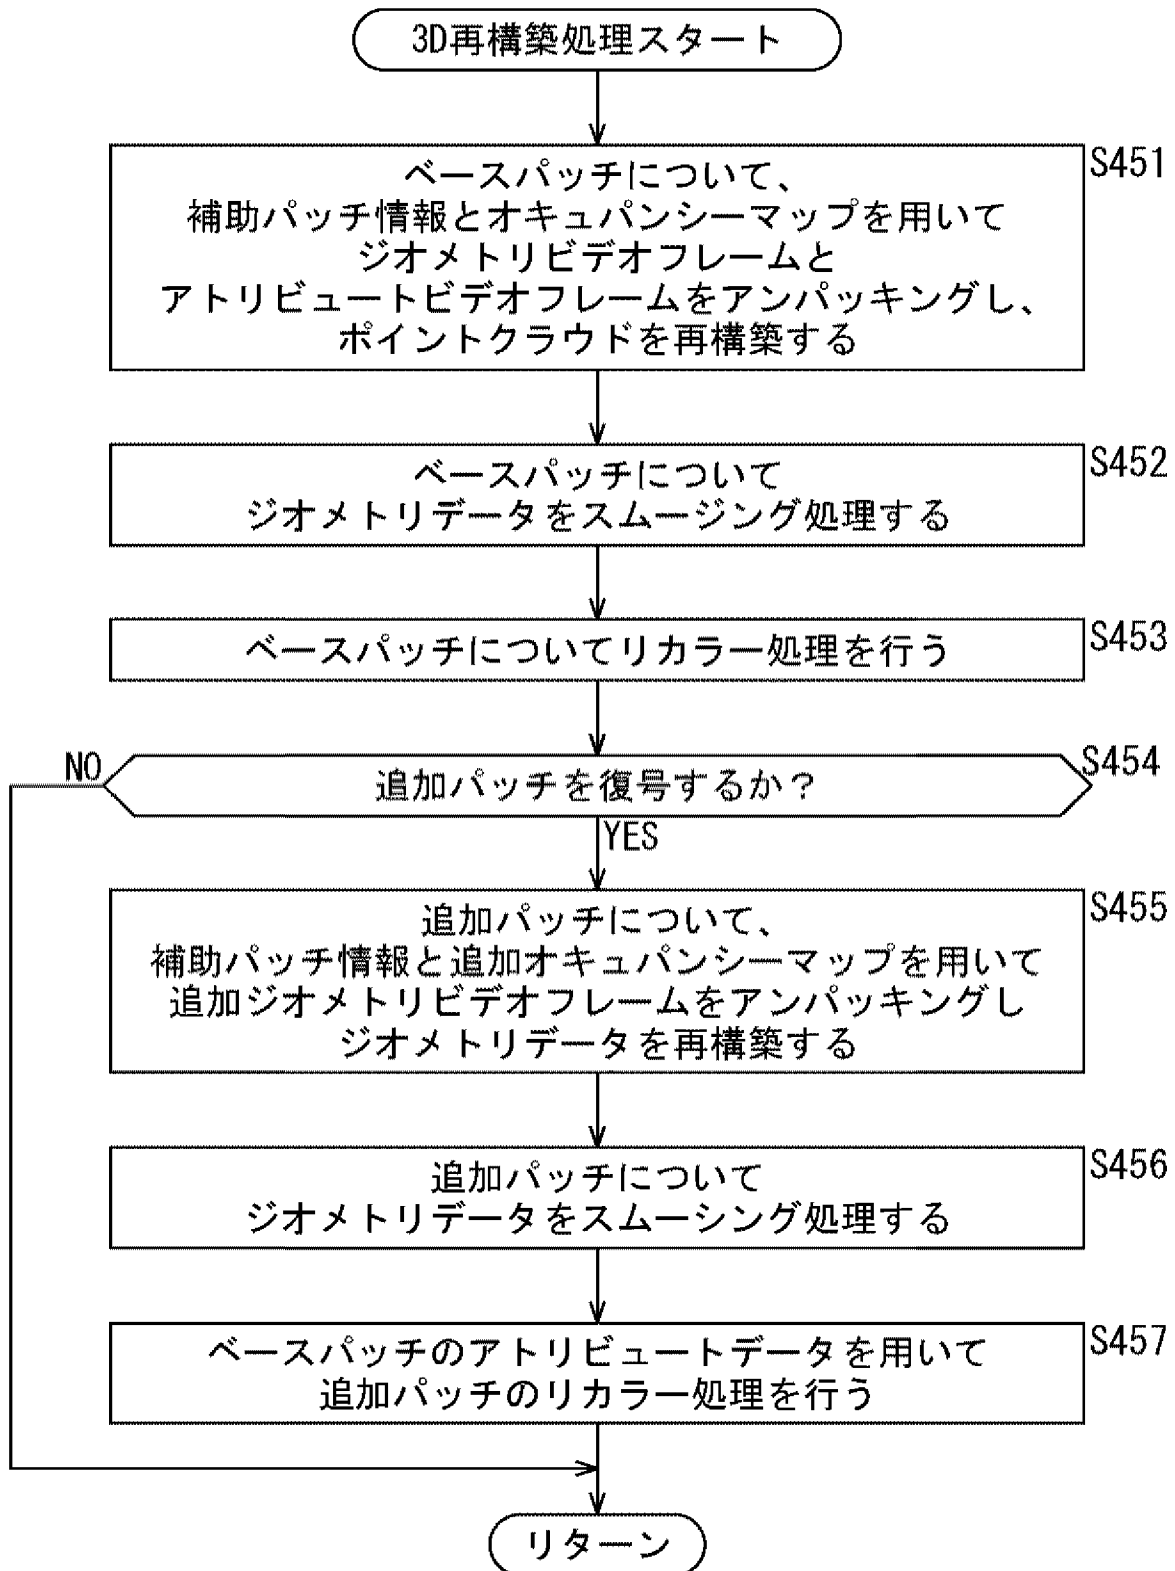 3D再構築処理スタート
S451
ベースパッチについて、
補助パッチ情報とオキュパンシーマップを用いて
ジオメトリビデオフレームと
アトリビュートビデオフレームをアンパッキングし、
ポイントクラウドを再構築する
S452
ベースパッチについて
ジオメトリデータをスムージング処理する
S453
ベースパッチについてリカラー処理を行う
S454
NO
追加パッチを復号するか?
YES
S455
追加パッチについて、
補助パッチ情報と追加オキュパンシーマップを用いて
追加ジオメトリビデオフレームをアンパッキングし
ジオメトリデータを再構築する
S456
追加パッチについて
ジオメトリデータをスムーシング処理する
S457
ベースパッチのアトリビュートデータを用いて
追加パッチのリカラー処理を行う
リターン